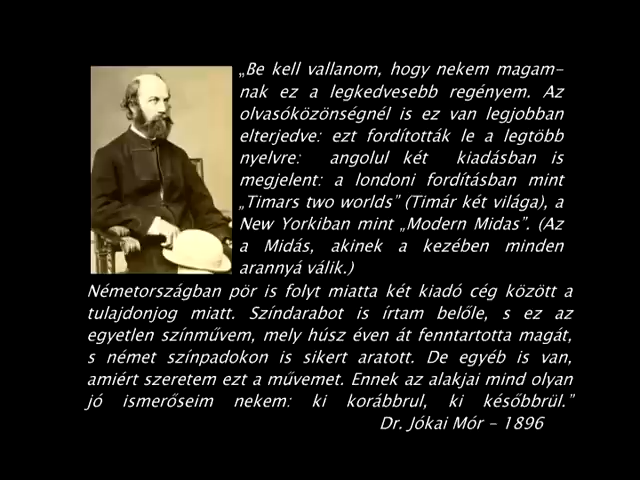 „Be kell vallanom, hogy nekem magam-
nak ez a legkedvesebb regényem. Az
olvasóközönségnél is ez van legjobban
elterjedve: ezt fordították le a legtöbb
nyelvre: angolul két kiadásban is
megjelent: a londoni fordításban mint
„Timars two worlds" (Timár két világa), a
New Yorkiban mint „Modern Midas". (Az
a Midás, akinek a kezében minden
arannyá válik.)
Németországban pör is folyt miatta két kiadó cég között a
tulajdonjog miatt. Színdarabot is írtam belőle, s ez az
egyetlen színművem, mely húsz éven át fenntartotta magát,
s német színpadokon is sikert aratott. De egyéb is van,
amiért szeretem ezt a művemet. Ennek az alakjai mind olyan
jó ismerőseim nekem: ki korábbrul, ki későbbrül."
Dr. Jókai Mór - 1896